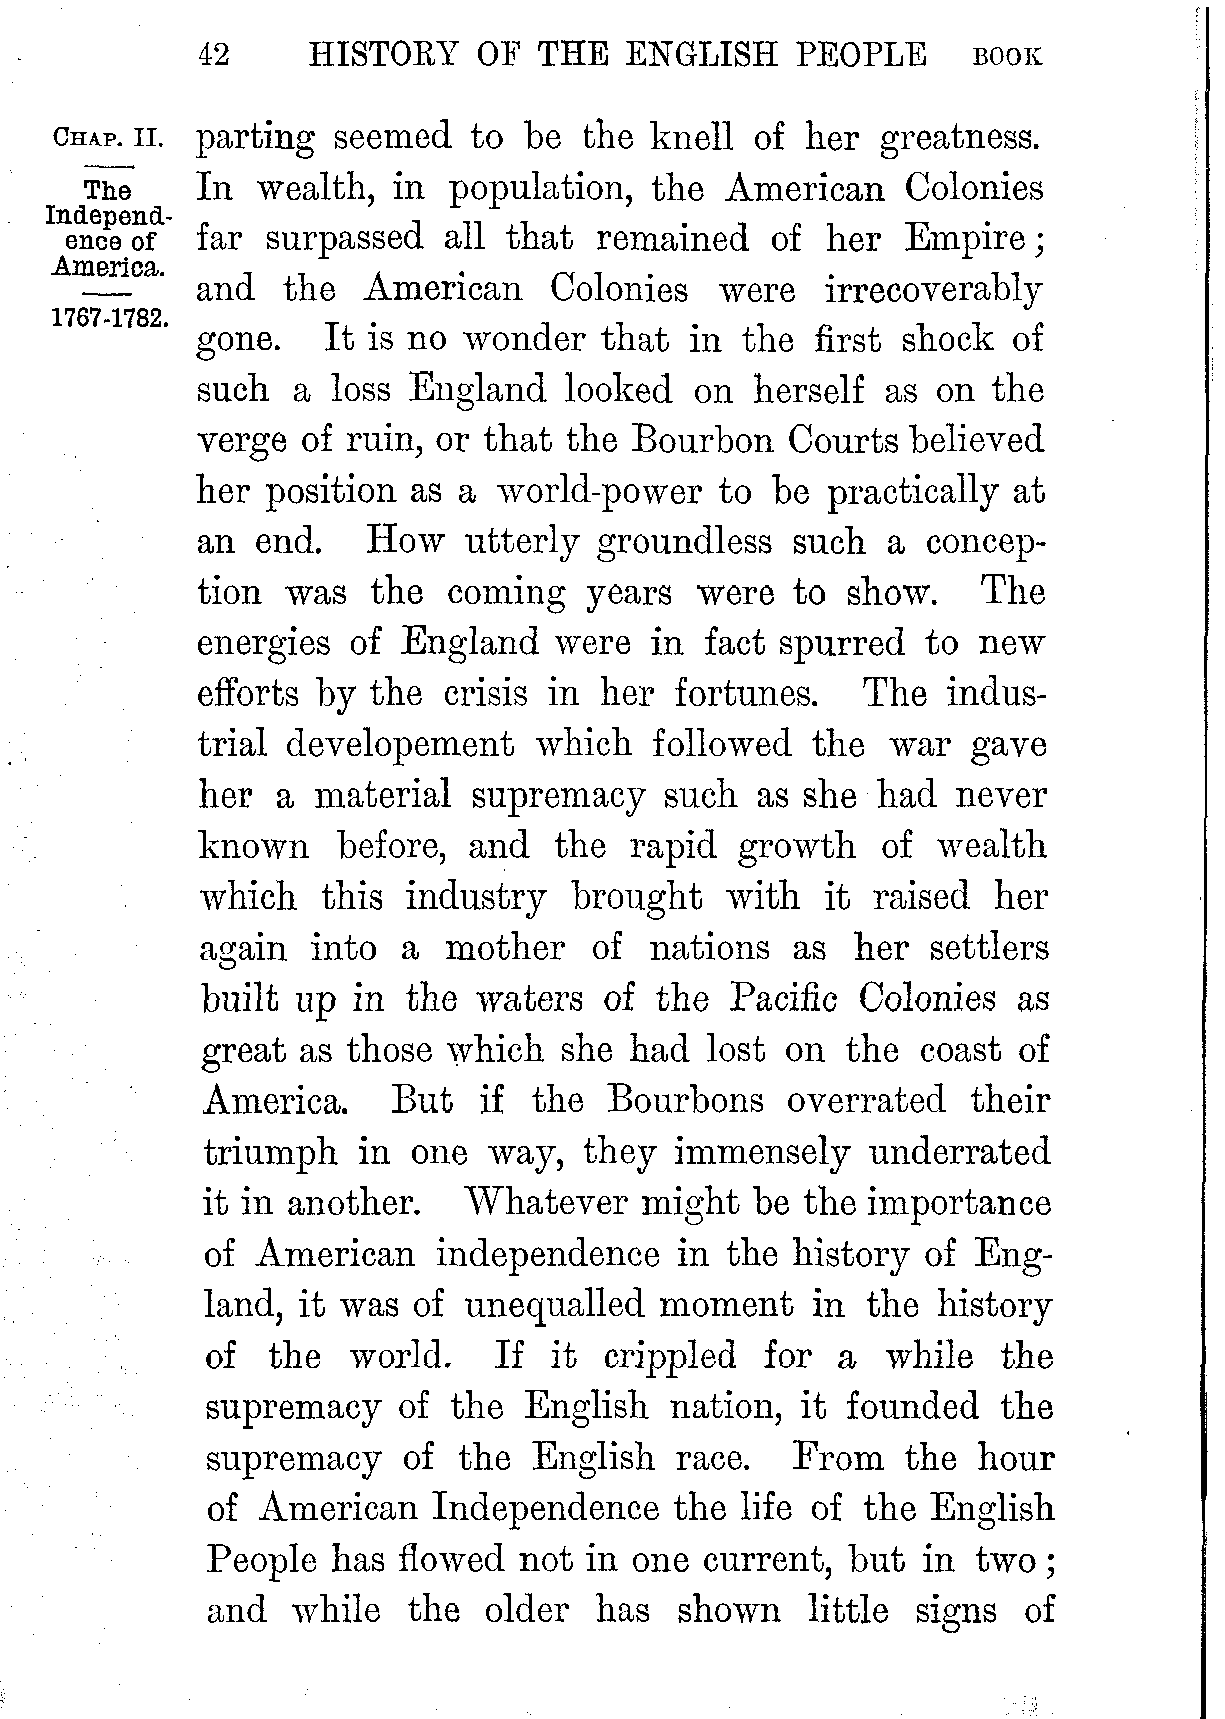 42 HISTORY OF THE ENGLISH PEOPLE BOOK
CHAP. II.
The
Independ-
ence of
America.
1767-1782.
parting seemed to be the knell of her greatness.
In wealth, in population, the American Colonies
far surpassed all that remained of her Empire;
and the American Colonies were irrecoverably
gone. It is no wonder that in the first shock of
such a loss England looked on herself as on the
verge of ruin, or that the Bourbon Courts believed
her position as a world-power to be practically at
an end. How utterly groundless such a concep-
tion was the coming years were to show. The
energies of England were in fact spurred to new
efforts by the crisis in her fortunes. The indus-
trial developement which followed the war gave
her a material supremacy such as she had never
known before, and the rapid growth of wealth
which this industry brought with it raised her
again into a mother of nations as her settlers
built up in the waters of the Pacific Colonies as
great as those which she had lost on the coast of
America. But if the Bourbons overrated their
triumph in one way, they immensely underrated
it in another. Whatever might be the importance
of American independence in the history of Eng-
land, it was of unequalled moment in the history
of the world. If it crippled for a while the
supremacy of the English nation, it founded the
supremacy of the English race. From the hour
of American Independence the life of the English
People has flowed not in one current, but in two;
and while the older has shown little signs of